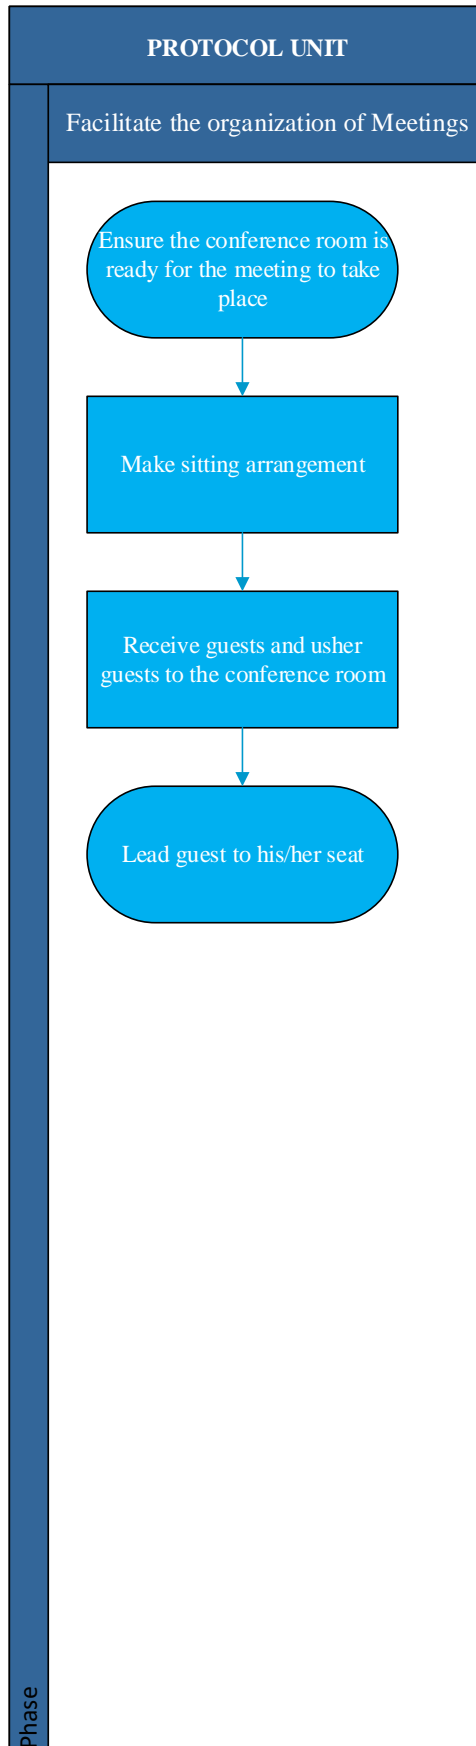 PROTOCOL UNIT
Facilitate the organization of Meetings
Ensure the conference room is
ready for the meeting to take
place
Make sitting arrangement
Receive guests and usher
guests to the conference room
Lead guest to his/her seat
Phase